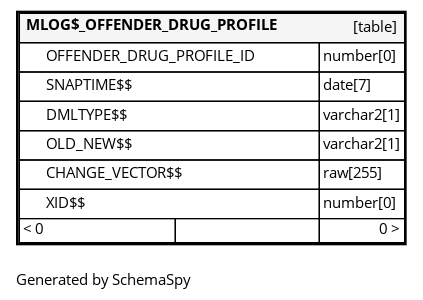 MLOG$_OFFENDER_DRUG_PROFILE [table]
OFFENDER_DRUG_PROFILE_ID number[0]
SNAPTIME$$ date[7]
DMLTYPE$$ varchar2[1]
OLD_NEW$$ varchar2[1]
CHANGE_VECTOR$$ raw[255]
XID$$ number[0]
< 0 0 >
Generated by SchemaSpy